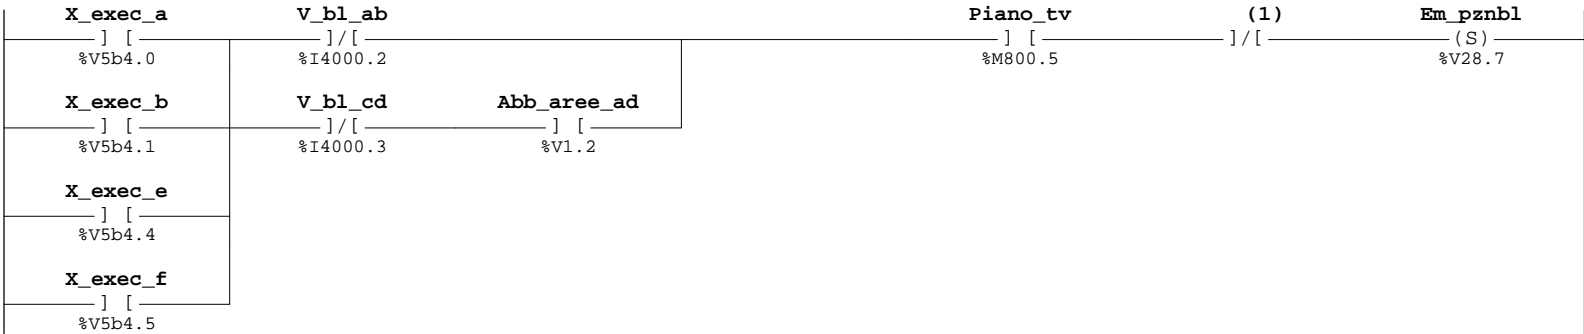 X_exec_a V_bl_ab Piano_tv (1) Em_pznbl
] [ ]/[ ] [ ]/[ (S)
%V5b4.0 %I4000.2 %M800.5 %V28.7
X_exec_b V_bl_cd Abb_aree_ad
] [ ]/[ ] [
%V5b4.1 %I4000.3 %V1.2
X_exec_e
] [
%V5b4.4
X_exec_f
] [
%V5b4.5